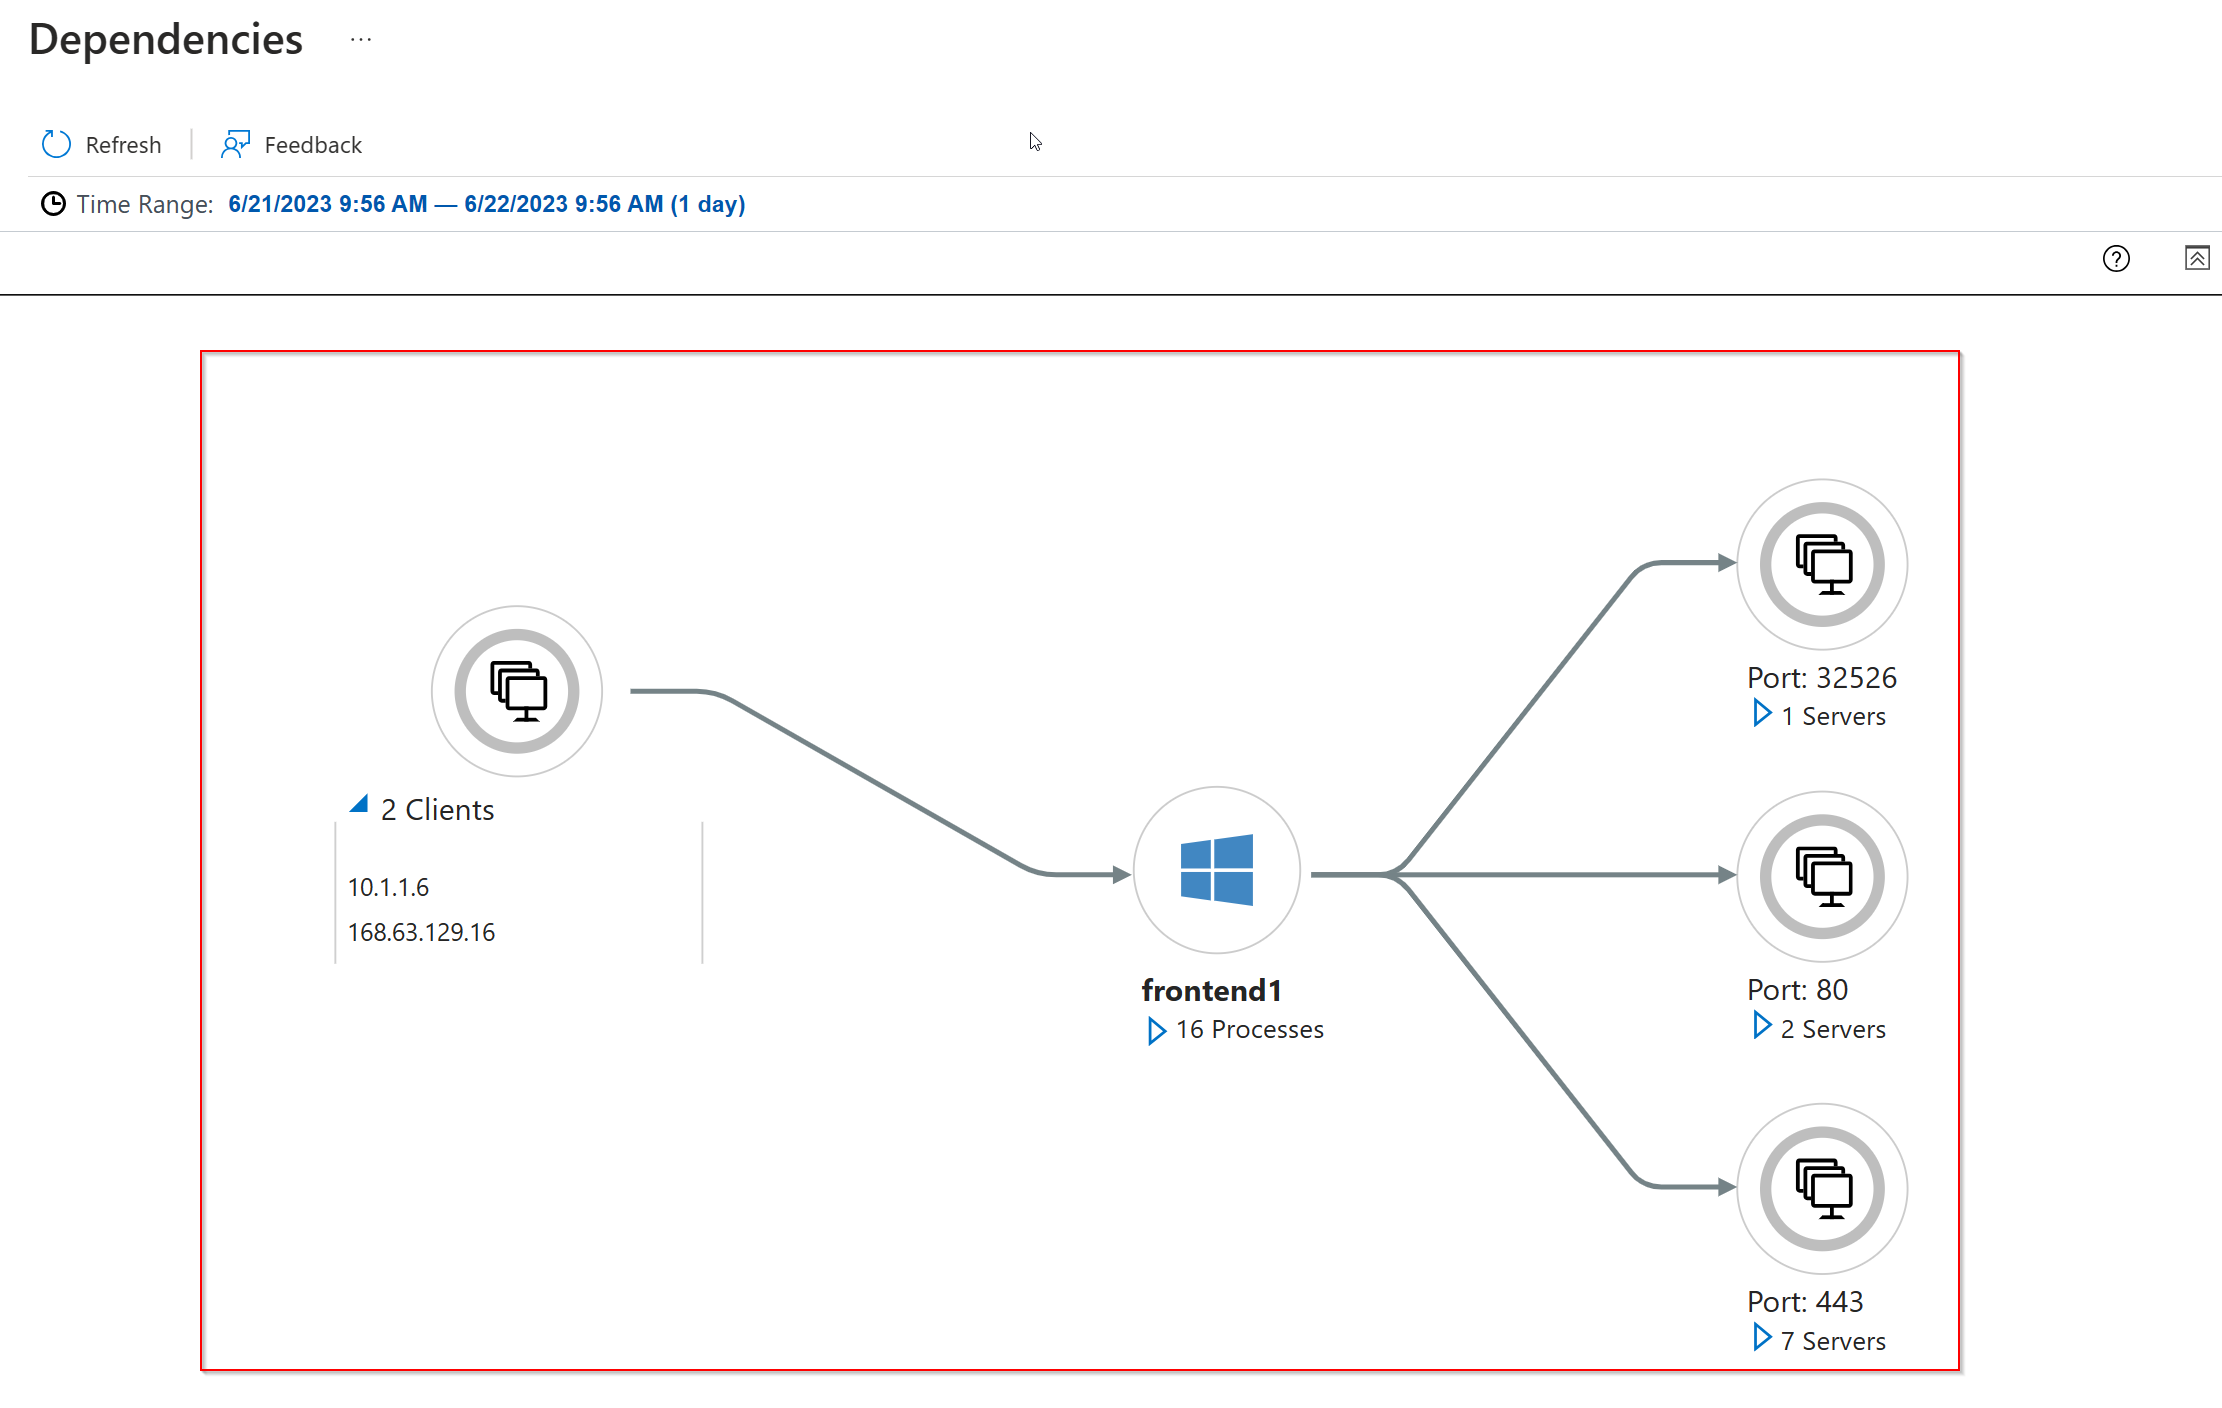 Dependencies ...
Refresh Feedback
Time Range: 6/21/2023 9:56 AM — 6/22/2023 9:56 AM (1 day)
?
2 Clients
10.1.1.6
168.63.129.16
frontend1
16 Processes
Port: 32526
1 Servers
Port: 80
2 Servers
Port: 443
7 Servers